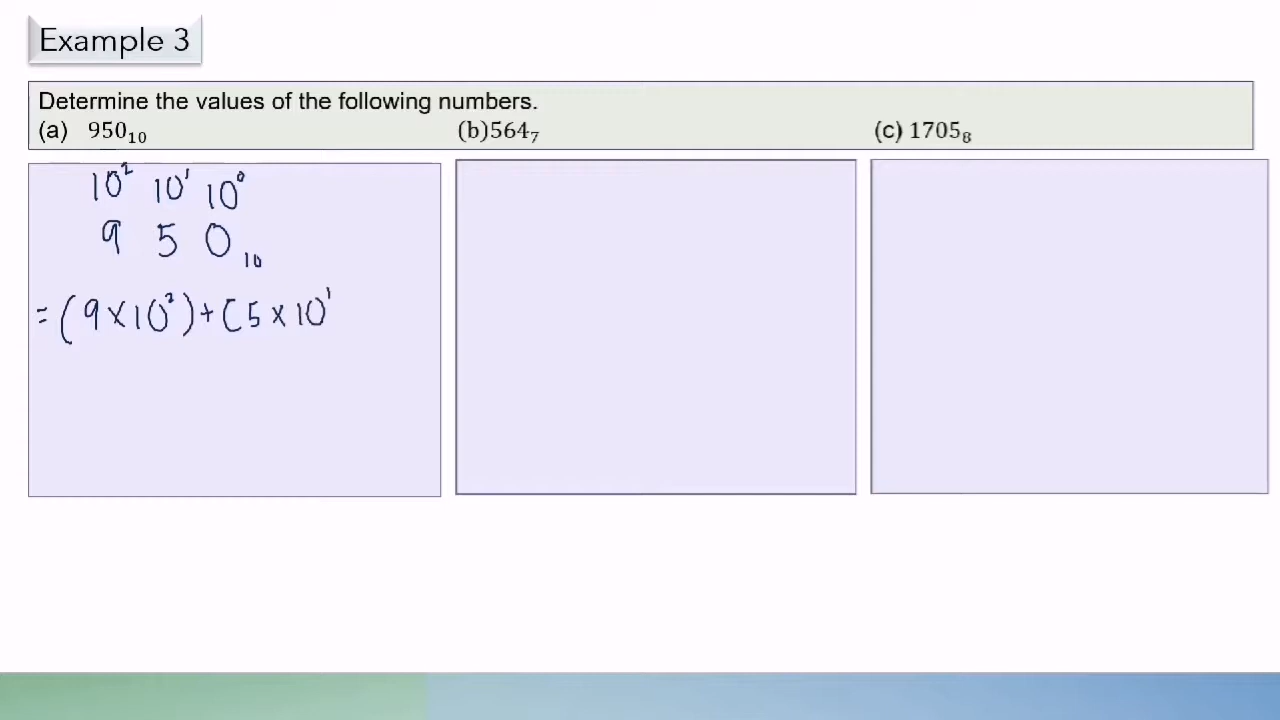 Example 3
Determine the values of the following numbers.
(a) 950₁₀ (b)564₇ (c) 1705₈
10² 10¹ 10⁰
9 5 0₁₀
= (9 × 10²) + (5 × 10¹